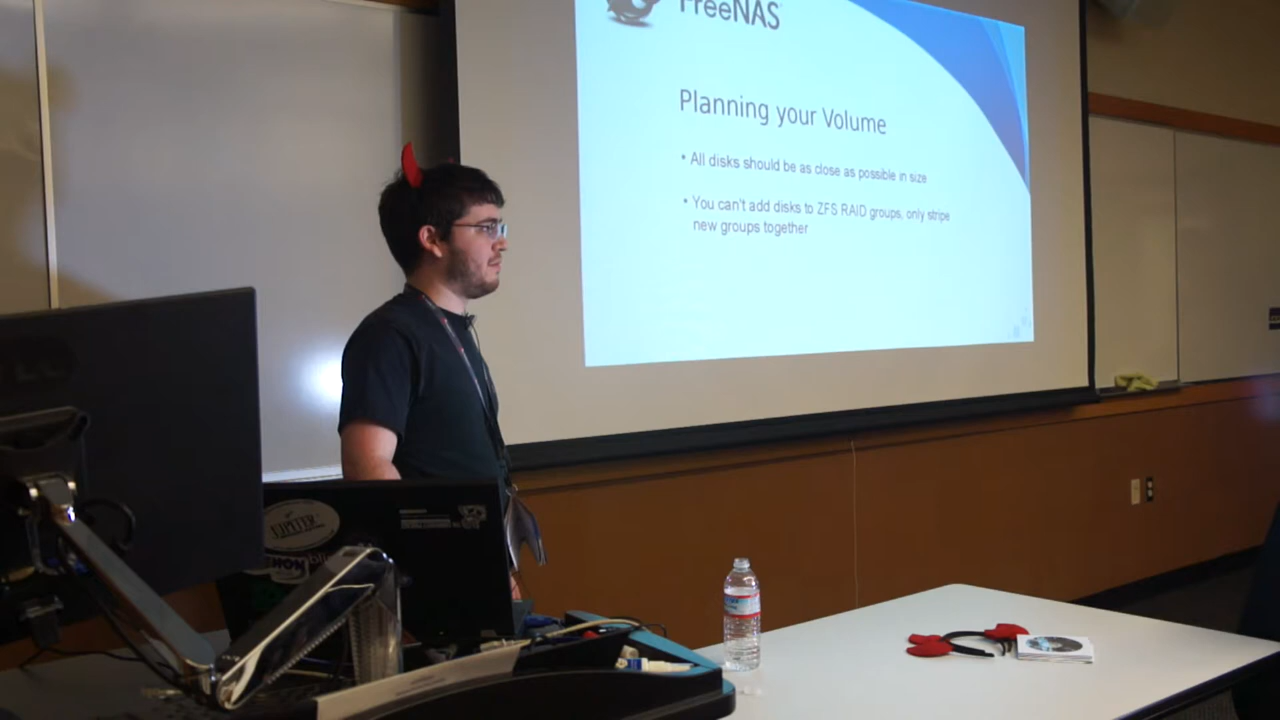 FreeNAS
Planning your Volume
• All disks should be as close as possible in size
• You can't add disks to ZFS RAID groups, only stripe
new groups together
JUPITER